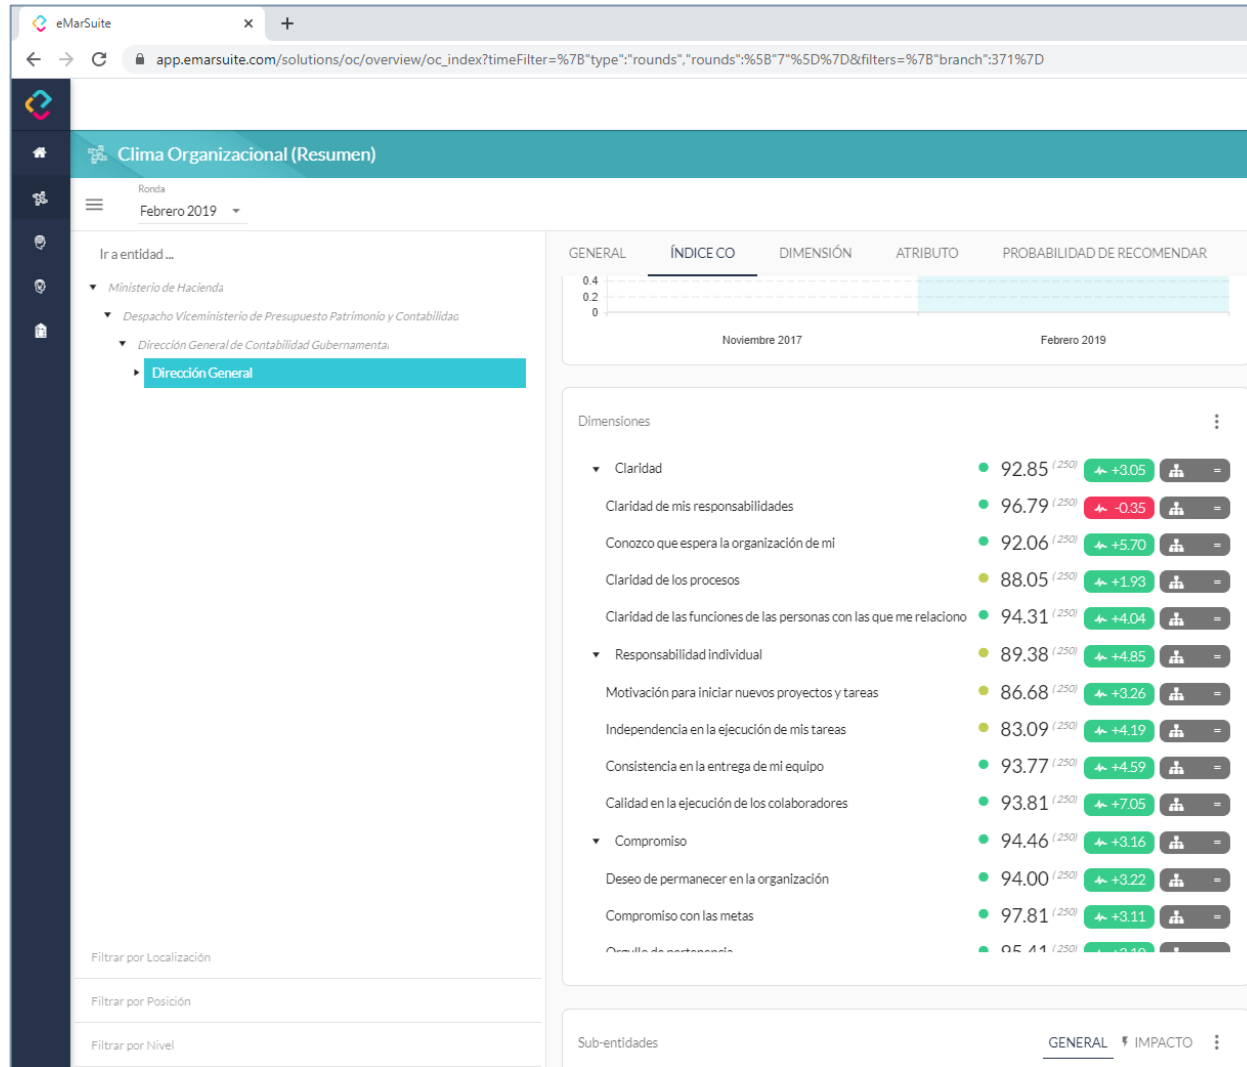 eMarSuite
app.emarsuite.com/solutions/oc/overview/oc_index?timeFilter=%7B"type":"rounds","rounds":%5B"7"%5D%7D&filters=%7B"branch":371%7D
Clima Organizacional (Resumen)
Ronda
Febrero 2019
Ir a entidad ...
Ministerio de Hacienda
Despacho Viceministerio de Presupuesto Patrimonio y Contabilidad
Dirección General de Contabilidad Gubernamental
Dirección General
Filtrar por Localización
Filtrar por Posición
Filtrar por Nivel
GENERAL ÍNDICE CO DIMENSIÓN ATRIBUTO PROBABILIDAD DE RECOMENDAR
0.4
0.2
0
Noviembre 2017 Febrero 2019
Dimensiones
Claridad 92.85 (250) +3.05 =
Claridad de mis responsabilidades 96.79 (250) -0.35 =
Conozco que espera la organización de mi 92.06 (250) +5.70 =
Claridad de los procesos 88.05 (250) +1.93 =
Claridad de las funciones de las personas con las que me relaciono 94.31 (250) +4.04 =
Responsabilidad individual 89.38 (250) +4.85 =
Motivación para iniciar nuevos proyectos y tareas 86.68 (250) +3.26 =
Independencia en la ejecución de mis tareas 83.09 (250) +4.19 =
Consistencia en la entrega de mi equipo 93.77 (250) +4.59 =
Calidad en la ejecución de los colaboradores 93.81 (250) +7.05 =
Compromiso 94.46 (250) +3.16 =
Deseo de permanecer en la organización 94.00 (250) +3.22 =
Compromiso con las metas 97.81 (250) +3.11 =
Orgullo de pertenencia 95.41 (250)
Sub-entidades GENERAL IMPACTO